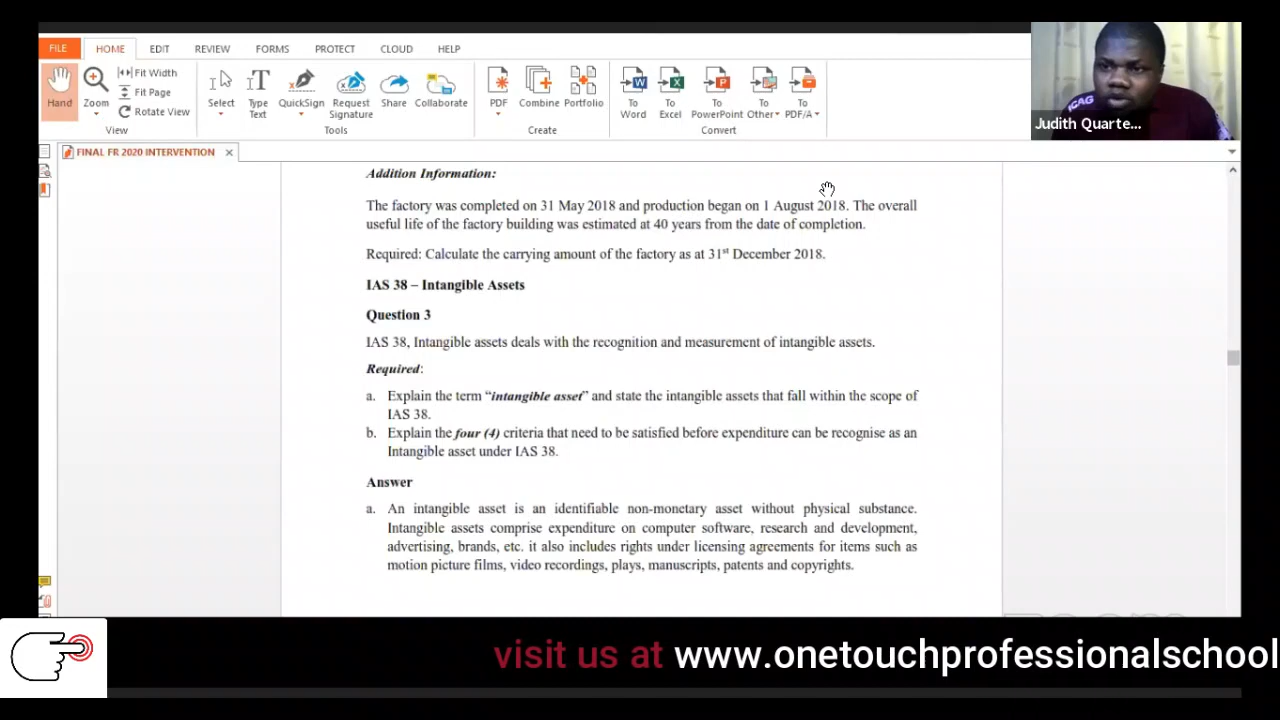 FILE HOME EDIT REVIEW FORMS PROTECT CLOUD HELP
Hand
Zoom
Fit Width
Fit Page
Rotate View
View
Select
Type Text
QuickSign
Request Signature
Share
Collaborate
Tools
PDF
Combine
Portfolio
Create
To Word
To Excel
To PowerPoint
To Other
To PDF/A
Convert
CAG
Judith Quarte...
FINAL FR 2020 INTERVENTION
Addition Information:
The factory was completed on 31 May 2018 and production began on 1 August 2018. The overall
useful life of the factory building was estimated at 40 years from the date of completion.
Required: Calculate the carrying amount of the factory as at 31st December 2018.
IAS 38 – Intangible Assets
Question 3
IAS 38, Intangible assets deals with the recognition and measurement of intangible assets.
Required:
a. Explain the term “intangible asset” and state the intangible assets that fall within the scope of
IAS 38.
b. Explain the four (4) criteria that need to be satisfied before expenditure can be recognise as an
Intangible asset under IAS 38.
Answer
a. An intangible asset is an identifiable non-monetary asset without physical substance.
Intangible assets comprise expenditure on computer software, research and development,
advertising, brands, etc. it also includes rights under licensing agreements for items such as
motion picture films, video recordings, plays, manuscripts, patents and copyrights.
visit us at www.onetouchprofessionalschool